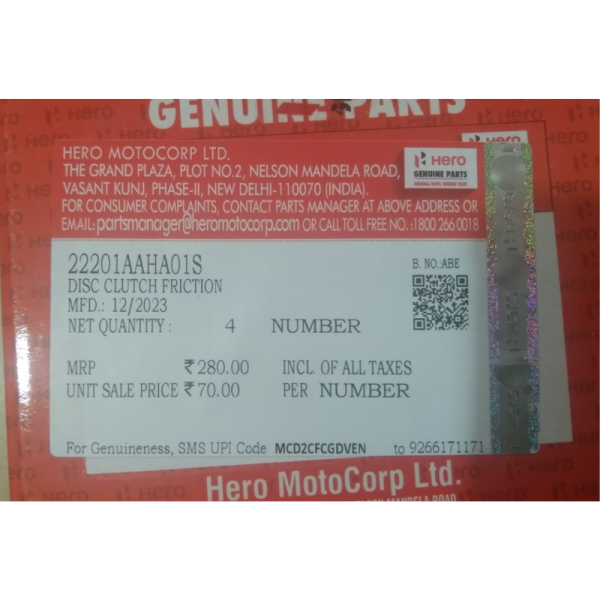 GENUINE PARTS
HERO MOTOCORP LTD.
THE GRAND PLAZA, PLOT NO.2, NELSON MANDELA ROAD,
VASANT KUNJ, PHASE-II, NEW DELHI-110070 (INDIA).
FOR CONSUMER COMPLAINTS, CONTACT PARTS MANAGER AT ABOVE ADDRESS OR
EMAIL:partsmanager@heromotocorp.com OR CALL TOLL FREE NO. :1800 266 0018
Hero
GENUINE PARTS
22201AAHA01S
DISC CLUTCH FRICTION
MFD.: 12/2023
NET QUANTITY : 4 NUMBER
B. NO.:ABE
MRP ₹ 280.00 INCL. OF ALL TAXES
UNIT SALE PRICE ₹ 70.00 PER NUMBER
For Genuineness, SMS UPI Code MCD2CFCGDVEN to 9266171171
Hero MotoCorp Ltd.